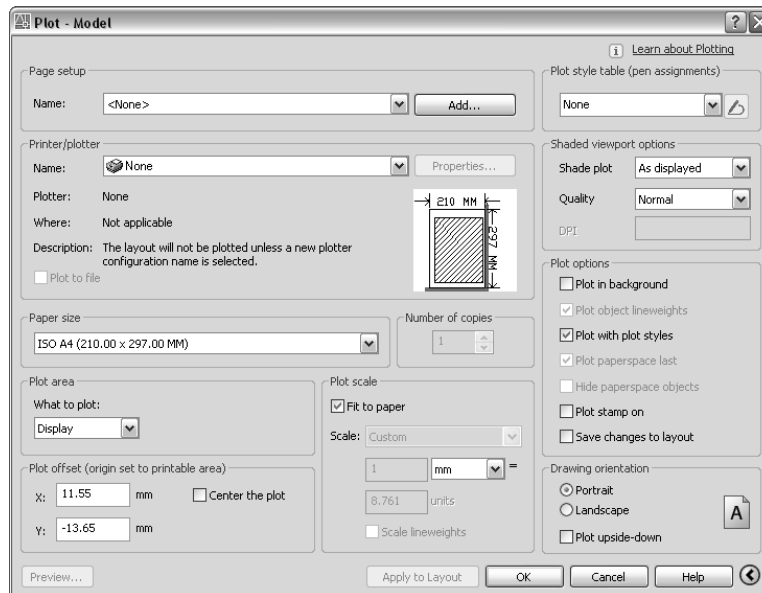 Plot - Model
Learn about Plotting
Page setup
Name:
<None>
Add...
Printer/plotter
Name:
None
Properties...
Plotter:
None
Where:
Not applicable
Description:
The layout will not be plotted unless a new plotter
configuration name is selected.
Plot to file
210 MM
297 MM
Paper size
ISO A4 (210.00 x 297.00 MM)
Number of copies
1
Plot area
What to plot:
Display
Plot offset (origin set to printable area)
X:
11.55
mm
Center the plot
Y:
-13.65
mm
Plot scale
Fit to paper
Scale:
Custom
1
mm
=
8.761
units
Scale lineweights
Plot style table (pen assignments)
None
Shaded viewport options
Shade plot
As displayed
Quality
Normal
DPI
Plot options
Plot in background
Plot object lineweights
Plot with plot styles
Plot paperspace last
Hide paperspace objects
Plot stamp on
Save changes to layout
Drawing orientation
Portrait
Landscape
Plot upside-down
A
Preview...
Apply to Layout
OK
Cancel
Help